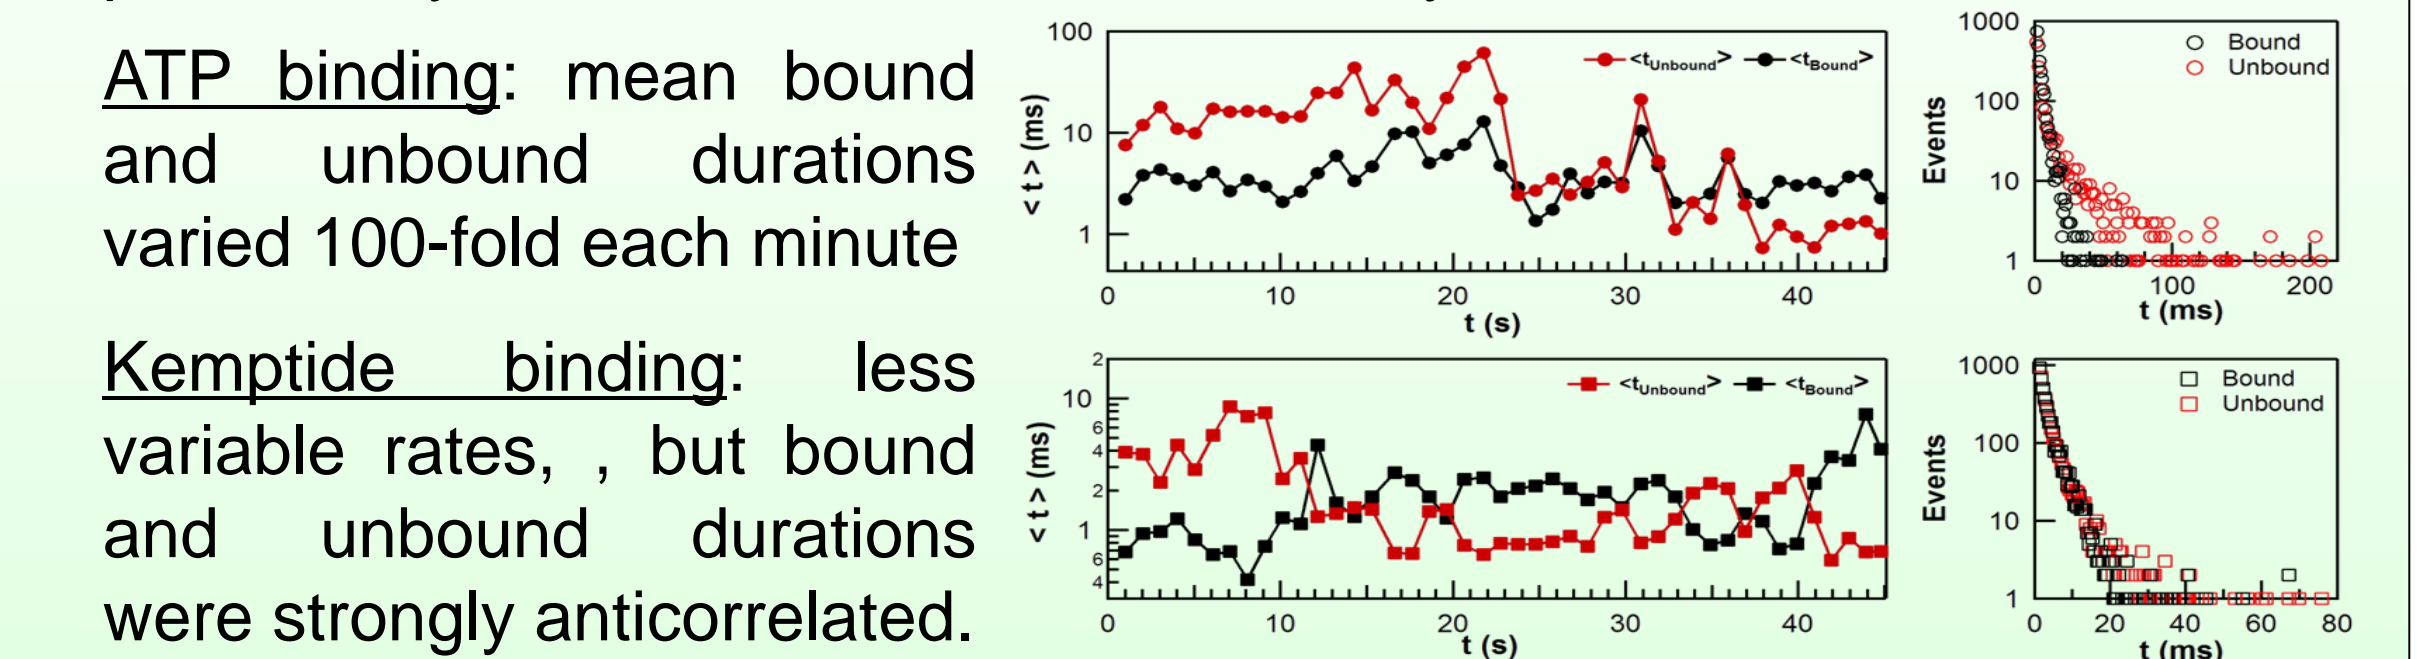 ATP binding: mean bound
and unbound durations
varied 100-fold each minute
Kemptide binding: less
variable rates, , but bound
and unbound durations
were strongly anticorrelated.
100
10
1
< t > (ms)
<tUnbound> <tBound>
0 10 20 30 40
t (s)
1000
100
10
1
Events
Bound
Unbound
0 100 200
t (ms)
2
10
6
4
2
1
6
4
< t > (ms)
<tUnbound> <tBound>
0 10 20 30 40
t (s)
1000
100
10
1
Events
Bound
Unbound
0 20 40 60 80
t (ms)